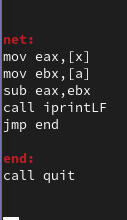 net:
mov eax,[x]
mov ebx,[a]
sub eax,ebx
call iprintLF
jmp end
end:
call quit